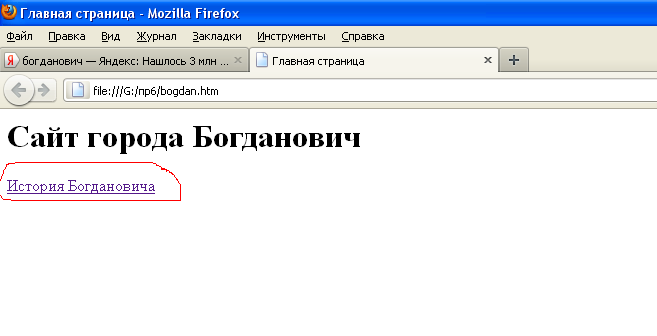 Главная страница - Mozilla Firefox
Файл Правка Вид Журнал Закладки Инструменты Справка
богданович — Яндекс: Нашлось 3 млн ... Главная страница
file:///G:/пр6/bogdan.htm
Сайт города Богданович
История Богдановича